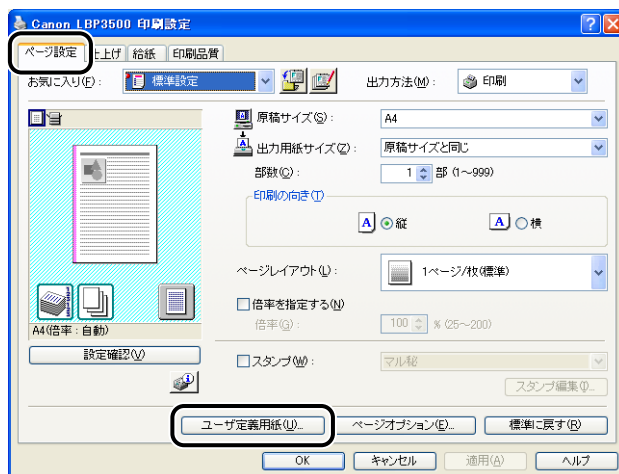 Canon LBP3500 印刷設定
ページ設定 仕上げ 給紙 印刷品質
お気に入り(F): 標準設定 出力方法(M): 印刷
原稿サイズ(S): A4
出力用紙サイズ(Z): 原稿サイズと同じ
部数(C): 1 部 (1~999)
印刷の向き(T)
A 縦 A 横
ページレイアウト(L): 1ページ/枚(標準)
倍率を指定する(N)
倍率(G): 100 % (25~200)
A4(倍率:自動)
設定確認(V)
スタンプ(W): マル秘
スタンプ編集(I)...
ユーザ定義用紙(U)... ページオプション(E)... 標準に戻す(R)
OK キャンセル 適用(A) ヘルプ